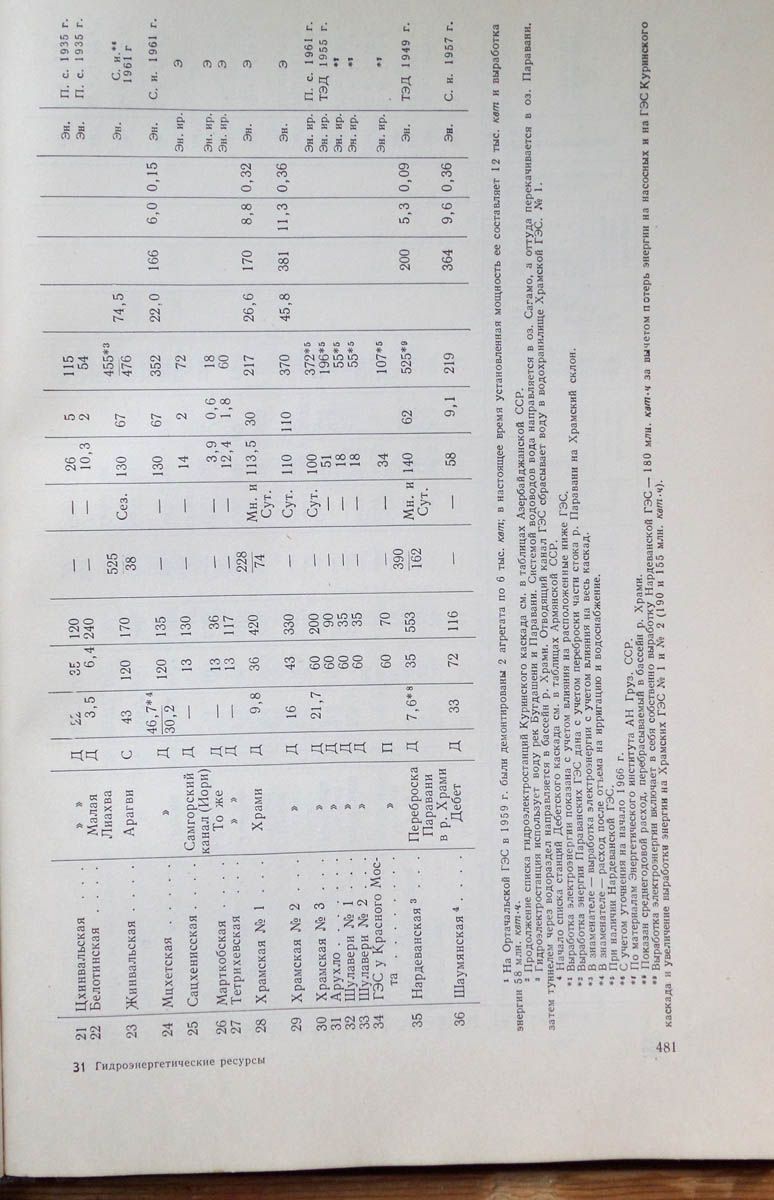 21 Цхинвальская . . . . » » Д 22 35 120 — — 26 5 115 Эн. П. с. 1935 г.
22 Белотинская . . . . . Малая Лиахва Д 3,5 6,4 240 — — 10,3 2 54 Эн. П. с. 1935 г.
23 Жинвальская . . . . Арагви С 43 120 170 525/38 Сез. 130 67 455*³/476 74,5 Эн. С. и.*⁴ 1961 г
24 Мцхетская . . . . » Д 46,7*⁴/30,2 120 135 — — 130 67 352 22,0 166 6,0 0,15 Эн. С. и. 1961 г.
25 Сацхенисская . . . . Самгорский канал (Иори) Д — 13 130 — — 14 2 72 Эн. ир. Э
26 Марткобская . . . . То же Д — 13 36 — — 3,9 0,6 18 Эн. ир. Э
27 Тетрихевская . . . . » » Д — 13 117 — — 12,4 1,8 60 Эн. ир. Э
28 Храмская № 1 . . . . Храми Д 9,8 36 420 228/74 Мн. и Сут. 113,5 30 217 26,6 170 8,8 0,32 Эн. Э
29 Храмская № 2 . . . . » Д 16 43 330 — Сут. 110 110 370 45,8 381 11,3 0,36 Эн. Э
30 Храмская № 3 . . . . » Д 21,7 60 200 — Сут. 100 372*⁵ Эн. ир. П. с. 1961 г.
31 Арухло . . . . . » Д 60 90 — — 51 196*⁵ Эн. ир. ТЭД 1955 г.
32 Шулавери № 1 . . . . » Д 60 35 — — 18 55*⁵ Эн. ир. *⁷
33 Шулавери № 2 . . . . » Д 60 35 — — 18 55*⁵ Эн. ир. *⁷
34 ГЭС у Красного Мос-
та . . . . . . . » П 60 70 — — 34 107*⁵ Эн. ир. *⁷
35 Нардеванская ³ . . . . Переброска Паравани в р. Храми Д 7,6*⁸ 35 553 390/162 Мн. и Сут. 140 62 525*⁹ 200 5,3 0,09 Эн. ТЭД 1949 г.
36 Шаумянская ⁴ . . . . Дебет Д 33 72 116 — — 58 9,1 219 364 9,6 0,36 Эн. С. и. 1957 г.
¹ На Ортачальской ГЭС в 1959 г. были демонтированы 2 агрегата по 6 тыс. квт; в настоящее время установленная мощность ее составляет 12 тыс. квт и выработка
энергии 58 млн. квт·ч.
² Продолжение списка гидроэлектростанций Куринского каскада см. в таблицах Азербайджанской ССР.
³ Гидроэлектростанция использует воду рек Бугдашени и Паравани. Системой водоводов вода направляется в оз. Сагамо, а оттуда перекачивается в оз. Паравани,
затем туннелем через водораздел направляется в бассейн р. Храми. Отводящий канал ГЭС сбрасывает воду в водохранилище Храмской ГЭС. № 1.
⁴ Начало списка станций Дебетского каскада см. в таблицах Армянской ССР.
*¹ Выработка электроэнергии показана с учетом влияния на расположенные ниже ГЭС,
*² Выработка энергии Параванских ГЭС дана с учетом переброски части стока р. Паравани на Храмский склон.
*³ В знаменателе — выработка электроэнергии с учетом влияния на весь каскад.
*⁴ В знаменателе — расход после отъема на ирригацию и водоснабжение.
*⁵ При наличии Нардеванской ГЭС.
*⁶ С учетом уточнения на начало 1966 г.
*⁷ По материалам Энергетического института АН Груз. ССР.
*⁸ Показан среднегодовой расход, перебрасываемый в бассейн р. Храми.
*⁹ Выработка электроэнергии включает в себя собственно выработку Нардеванской ГЭС — 180 млн. квт·ч за вычетом потерь энергии на насосных и на ГЭС Куринского
каскада и увеличение выработки энергии на Храмских ГЭС № 1 и № 2 (190 и 155 млн. квт·ч).
31 Гидроэнергетические ресурсы
481